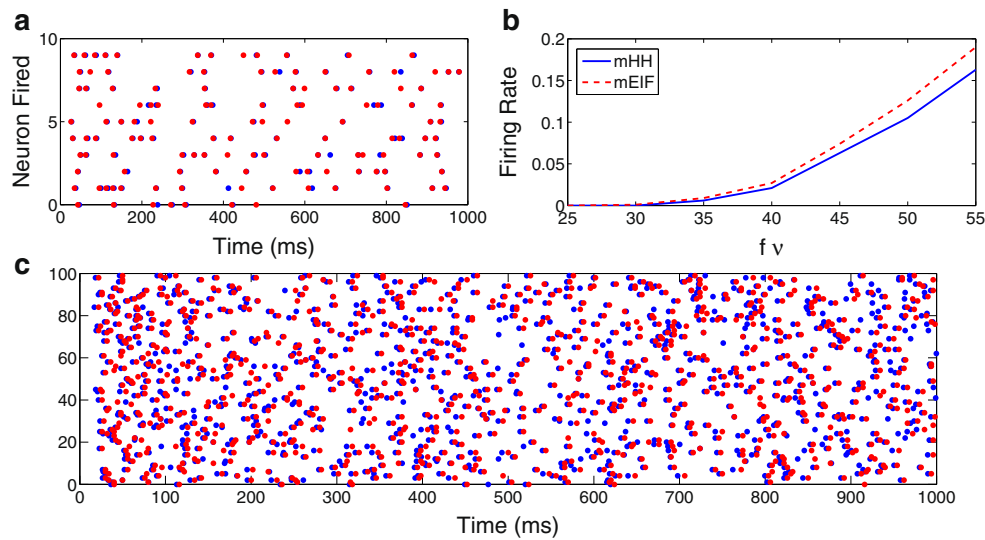 a
10
5
0
Neuron Fired
0 200 400 600 800 1000
Time (ms)
b
0.2
0.15
0.1
0.05
0
Firing Rate
mHH
mEIF
25 30 35 40 45 50 55
f ν
c
100
80
60
40
20
0
0 100 200 300 400 500 600 700 800 900 1000
Time (ms)